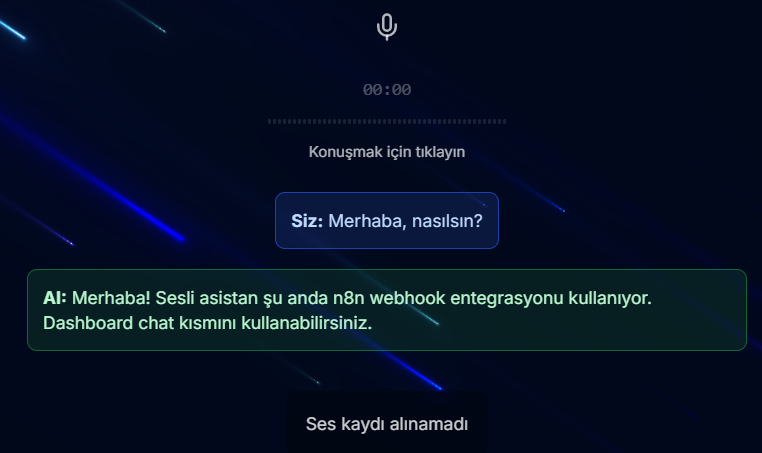 00:00
Konuşmak için tıklayın
Siz: Merhaba, nasılsın?
AI: Merhaba! Sesli asistan şu anda n8n webhook entegrasyonu kullanıyor.
Dashboard chat kısmını kullanabilirsiniz.
Ses kaydı alınamadı